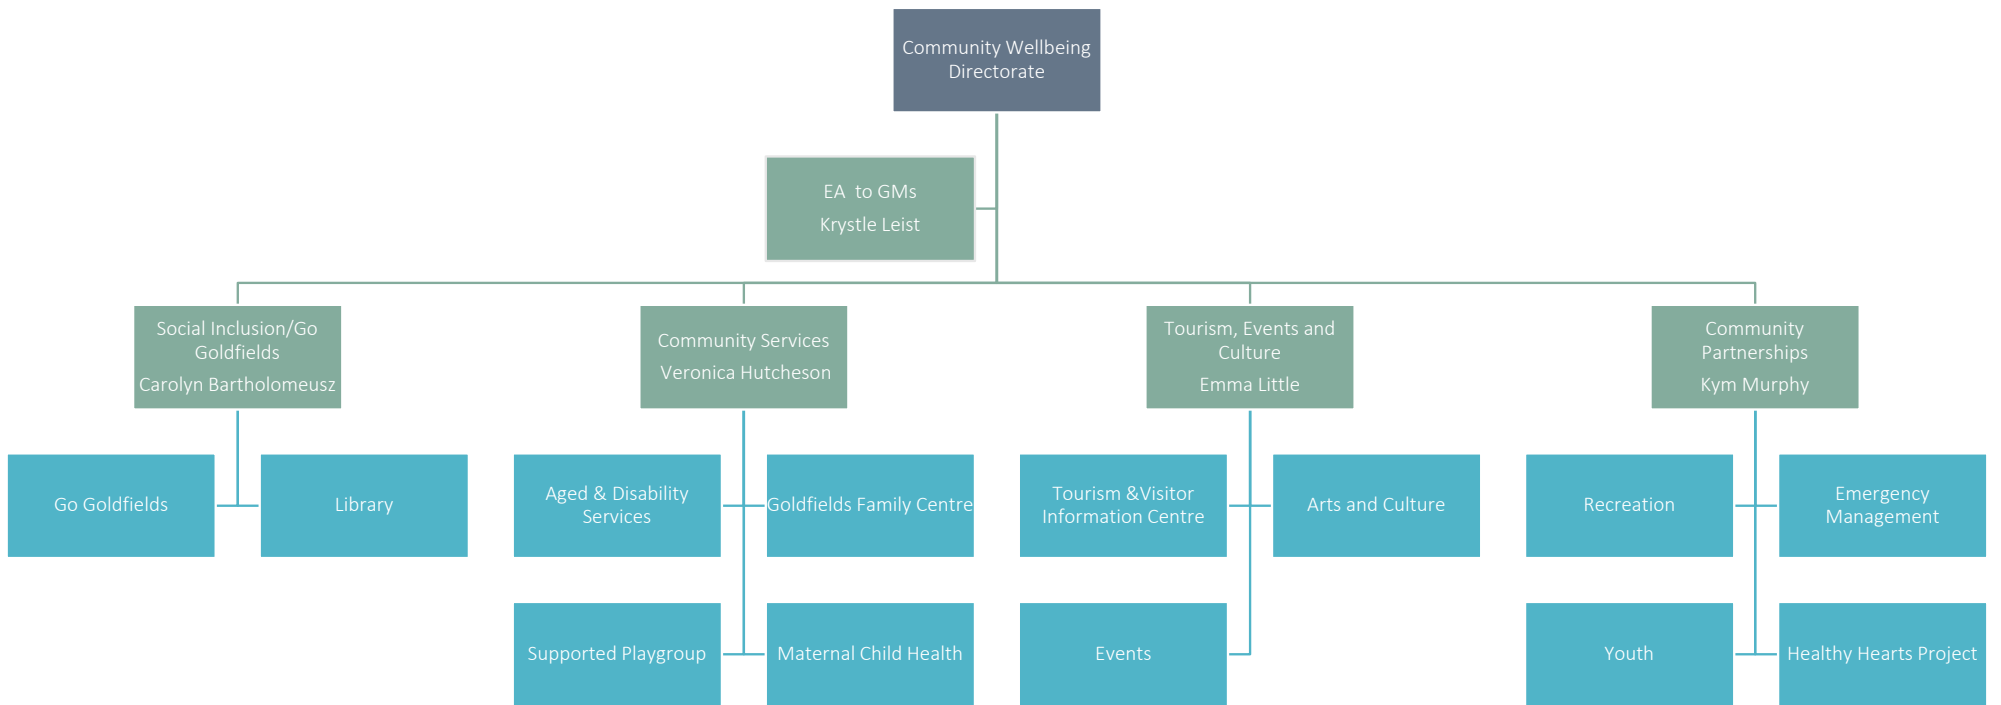 Community Wellbeing
Directorate
EA  to GMs
Krystle Leist
Social Inclusion/Go
Goldfields
Carolyn Bartholomeusz
Community Services
Veronica Hutcheson
Tourism, Events and
Culture
Emma Little
Community
Partnerships
Kym Murphy
Go Goldfields
Library
Aged & Disability
Services
Goldfields Family Centre
Tourism &Visitor
Information Centre
Arts and Culture
Recreation
Emergency
Management
Supported Playgroup
Maternal Child Health
Events
Youth
Healthy Hearts Project